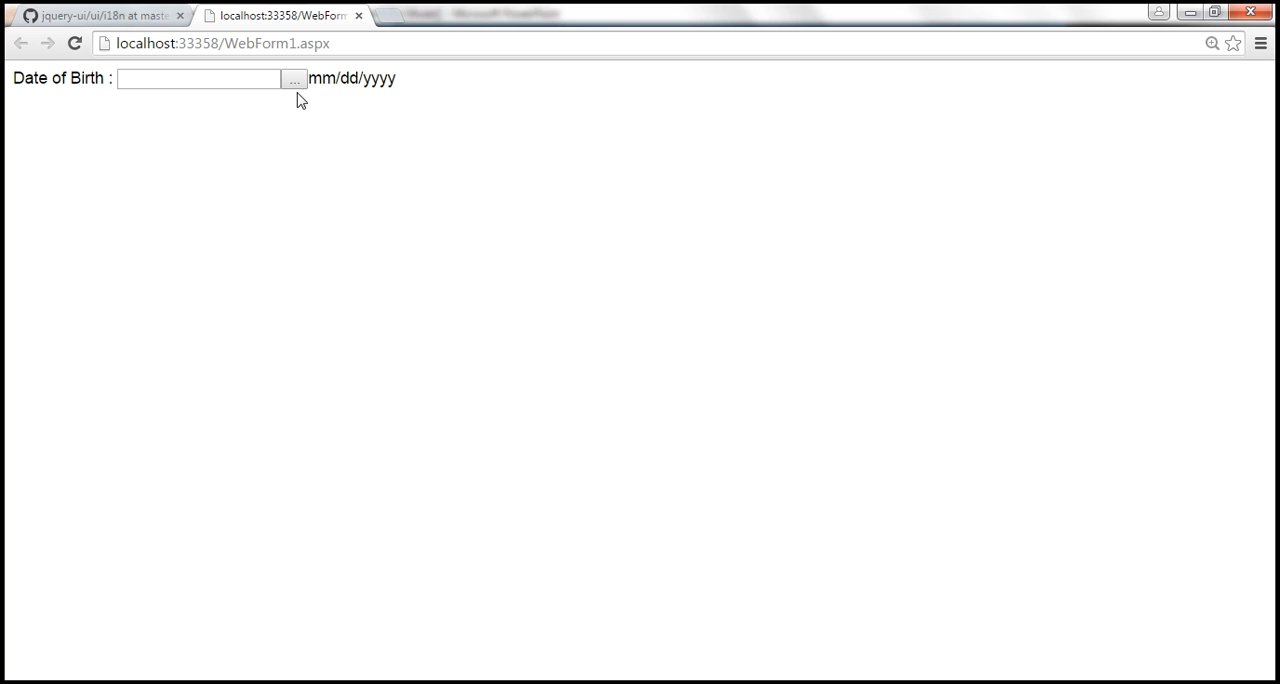 jquery-ui/ui/i18n at maste
localhost:33358/WebForm
localhost:33358/WebForm1.aspx
Date of Birth : ... mm/dd/yyyy